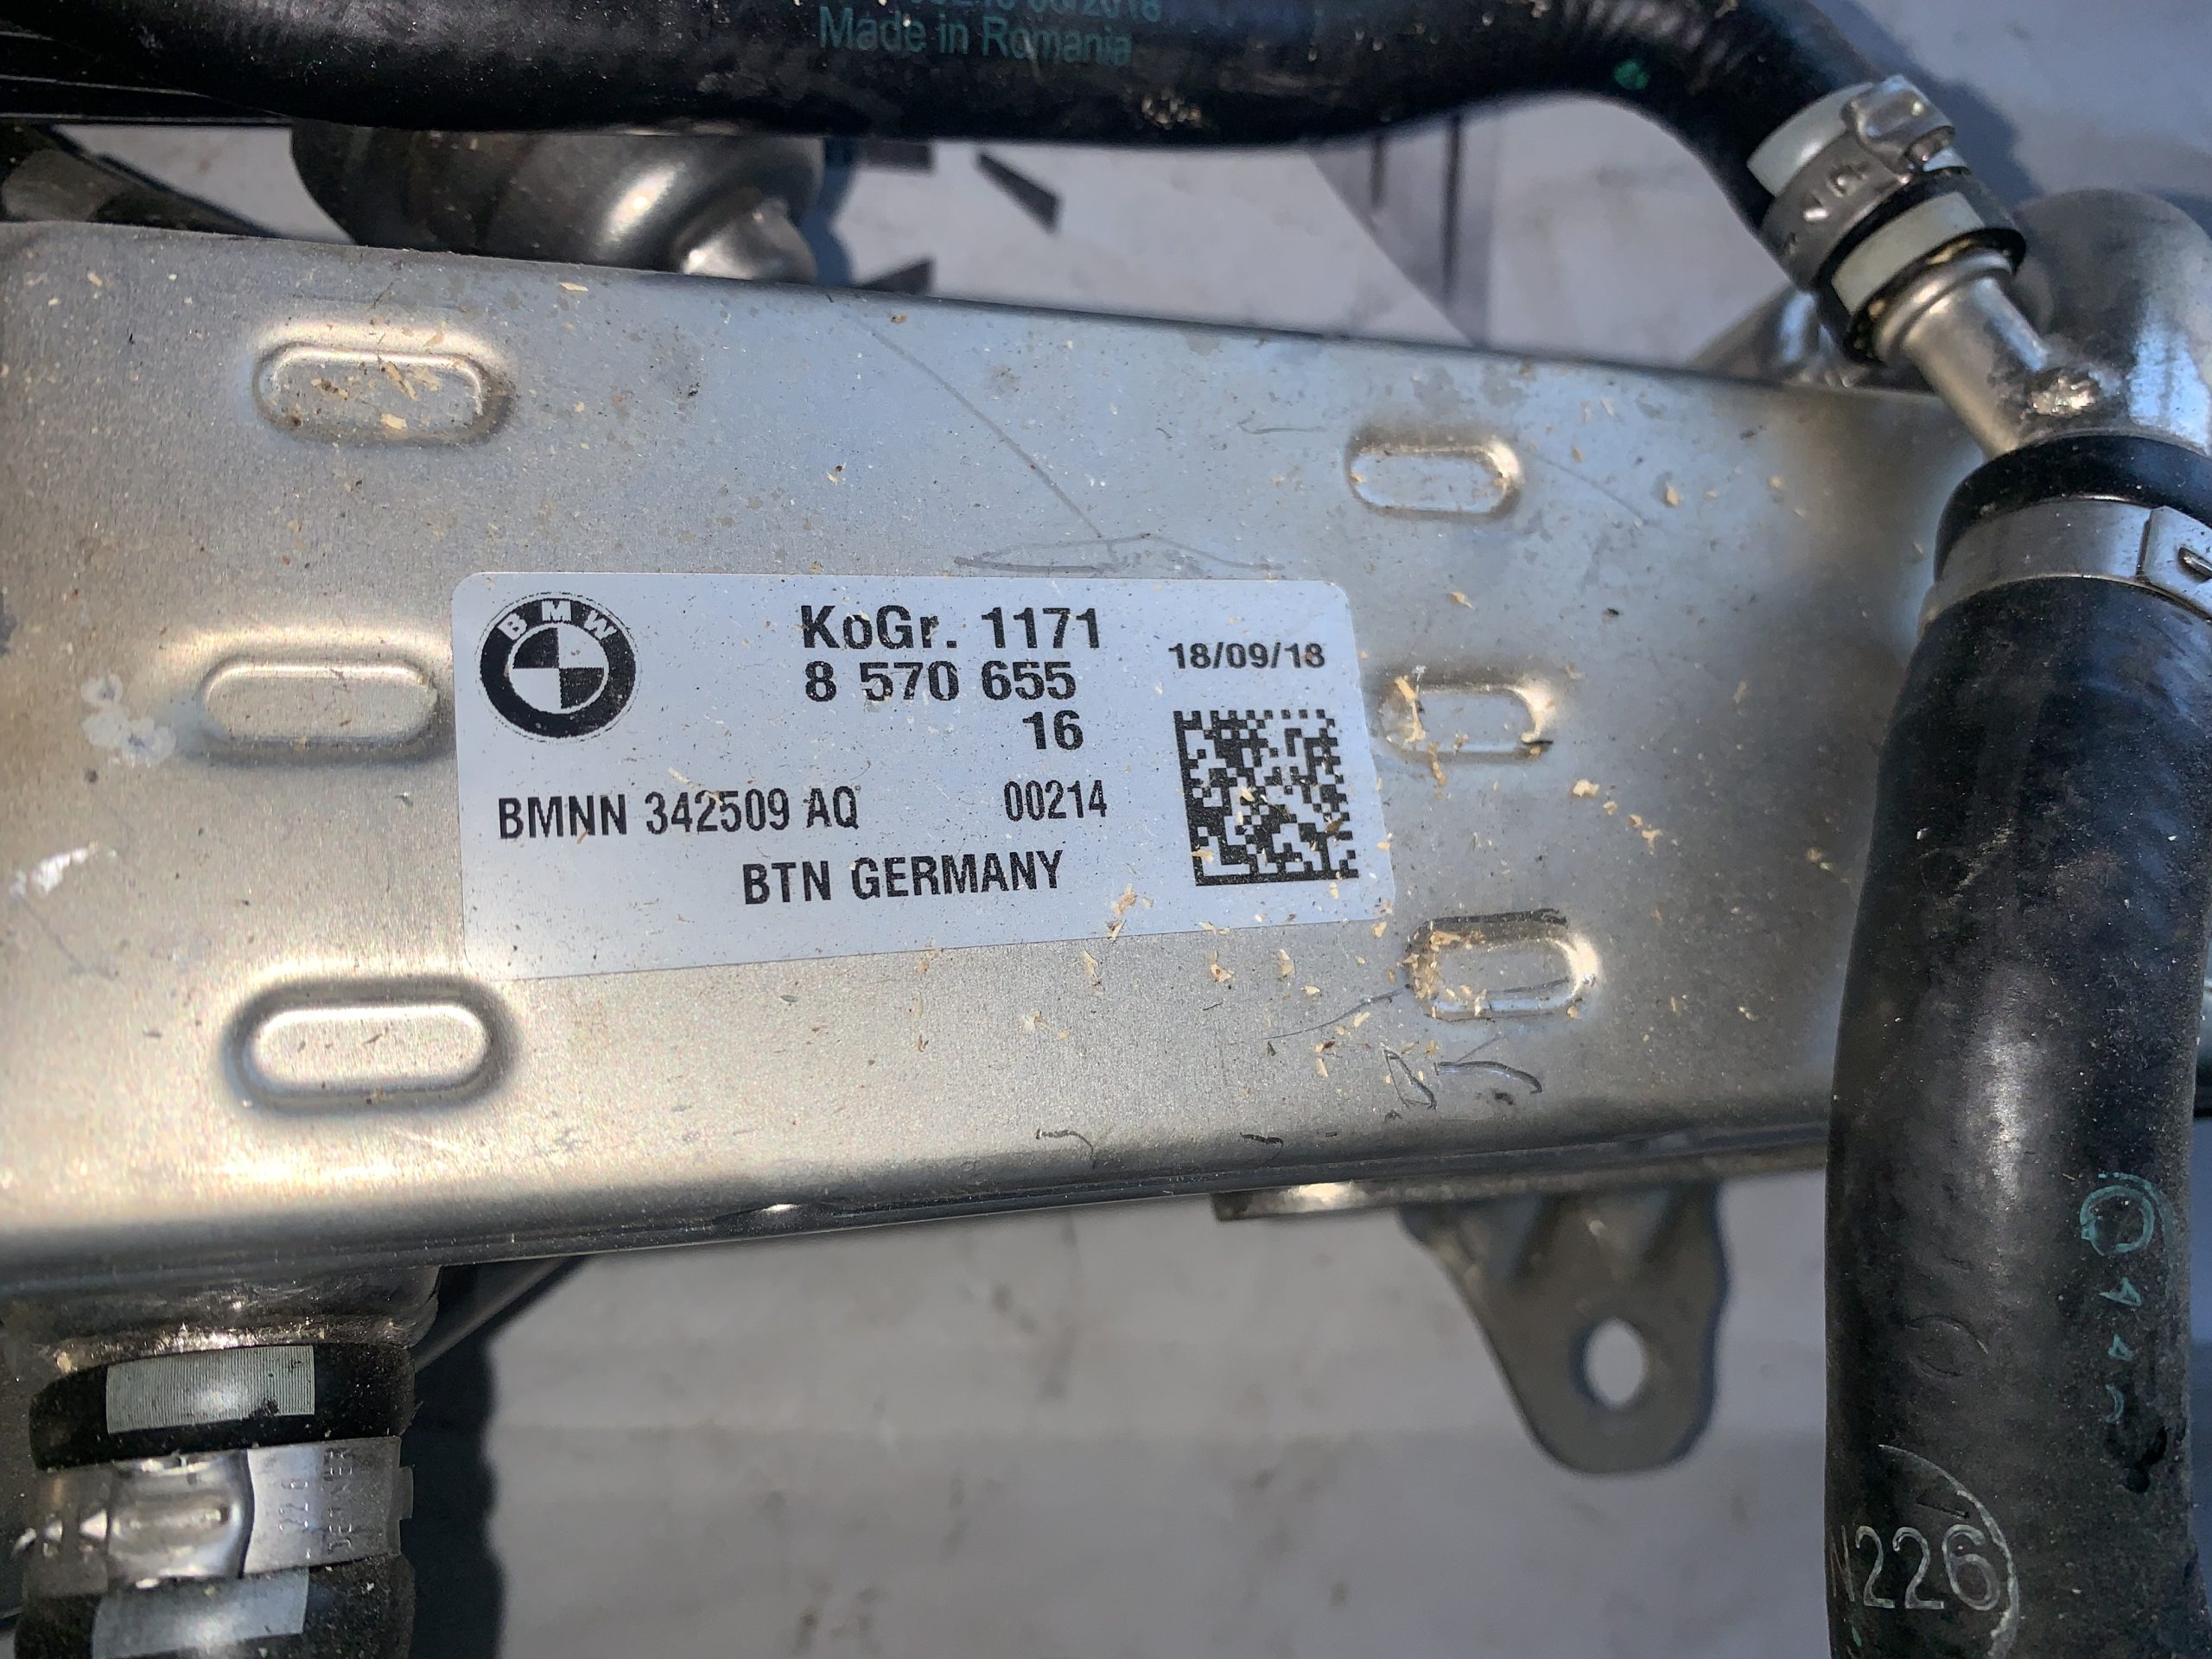 Made in Romania
BMW
KoGr. 1171
8 570 655
16
18/09/18
BMNN 342509 AQ 00214
BTN GERMANY
226